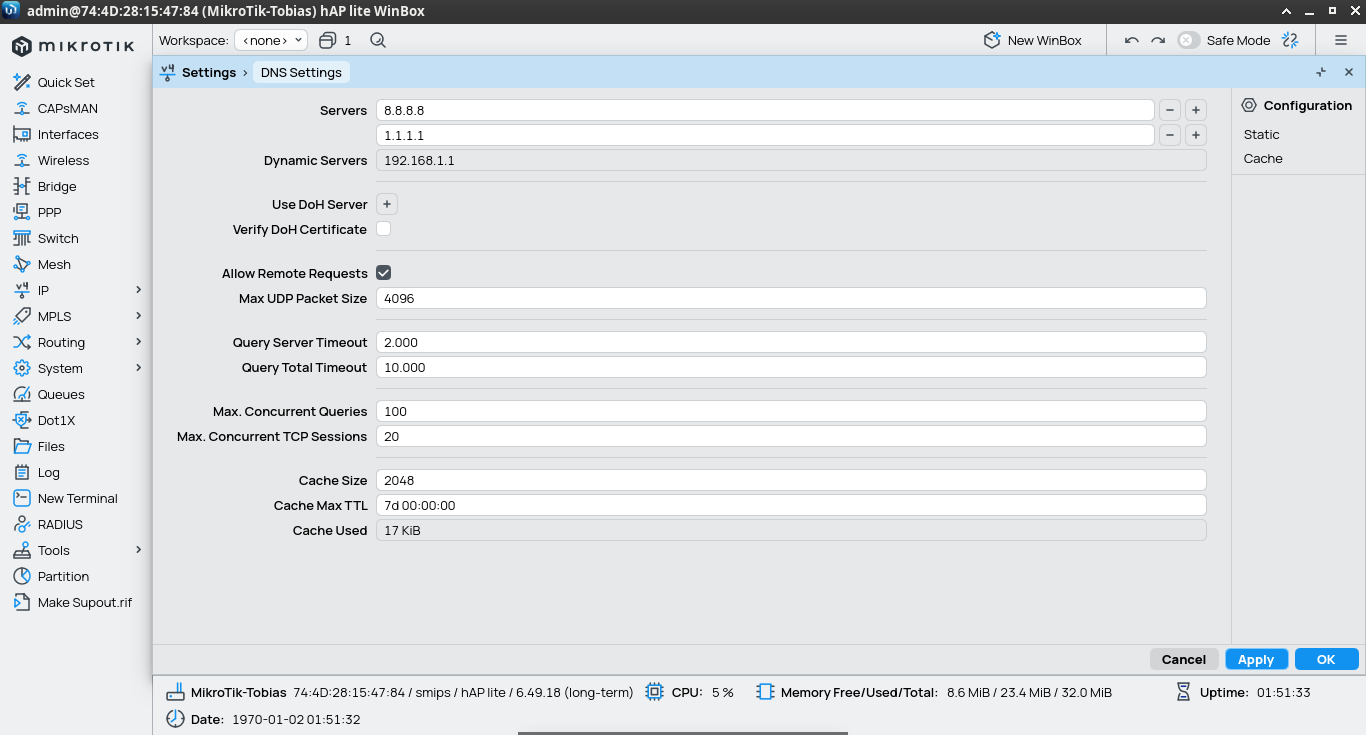 admin@74:4D:28:15:47:84 (MikroTik-Tobias) hAP lite WinBox
MIKROTIK
Workspace: <none> 1 New WinBox Safe Mode
Quick Set
CAPsMAN
Interfaces
Wireless
Bridge
PPP
Switch
Mesh
IP
MPLS
Routing
System
Queues
Dot1X
Files
Log
New Terminal
RADIUS
Tools
Partition
Make Supout.rif
v4 Settings › DNS Settings
Servers 8.8.8.8 − +
1.1.1.1 − +
Dynamic Servers 192.168.1.1
Use DoH Server +
Verify DoH Certificate
Allow Remote Requests
Max UDP Packet Size 4096
Query Server Timeout 2.000
Query Total Timeout 10.000
Max. Concurrent Queries 100
Max. Concurrent TCP Sessions 20
Cache Size 2048
Cache Max TTL 7d 00:00:00
Cache Used 17 KiB
Configuration
Static
Cache
Cancel Apply OK
MikroTik-Tobias 74:4D:28:15:47:84 / smips / hAP lite / 6.49.18 (long-term) CPU: 5 % Memory Free/Used/Total: 8.6 MiB / 23.4 MiB / 32.0 MiB Uptime: 01:51:33
Date: 1970-01-02 01:51:32